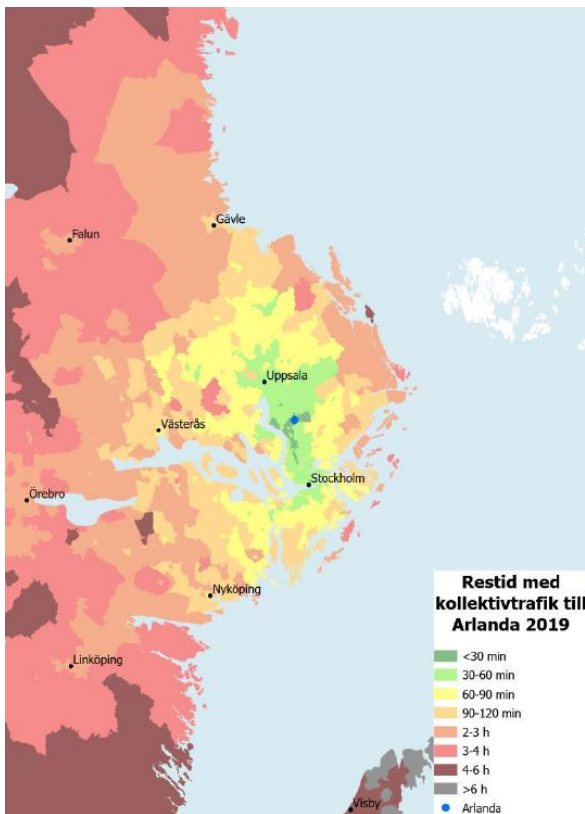 Gävle
Falun
Uppsala
Västerås
Stockholm
Örebro
Nyköping
Linköping
Visby
Restid med
kollektivtrafik till
Arlanda 2019
<30 min
30-60 min
60-90 min
90-120 min
2-3 h
3-4 h
4-6 h
>6 h
Arlanda